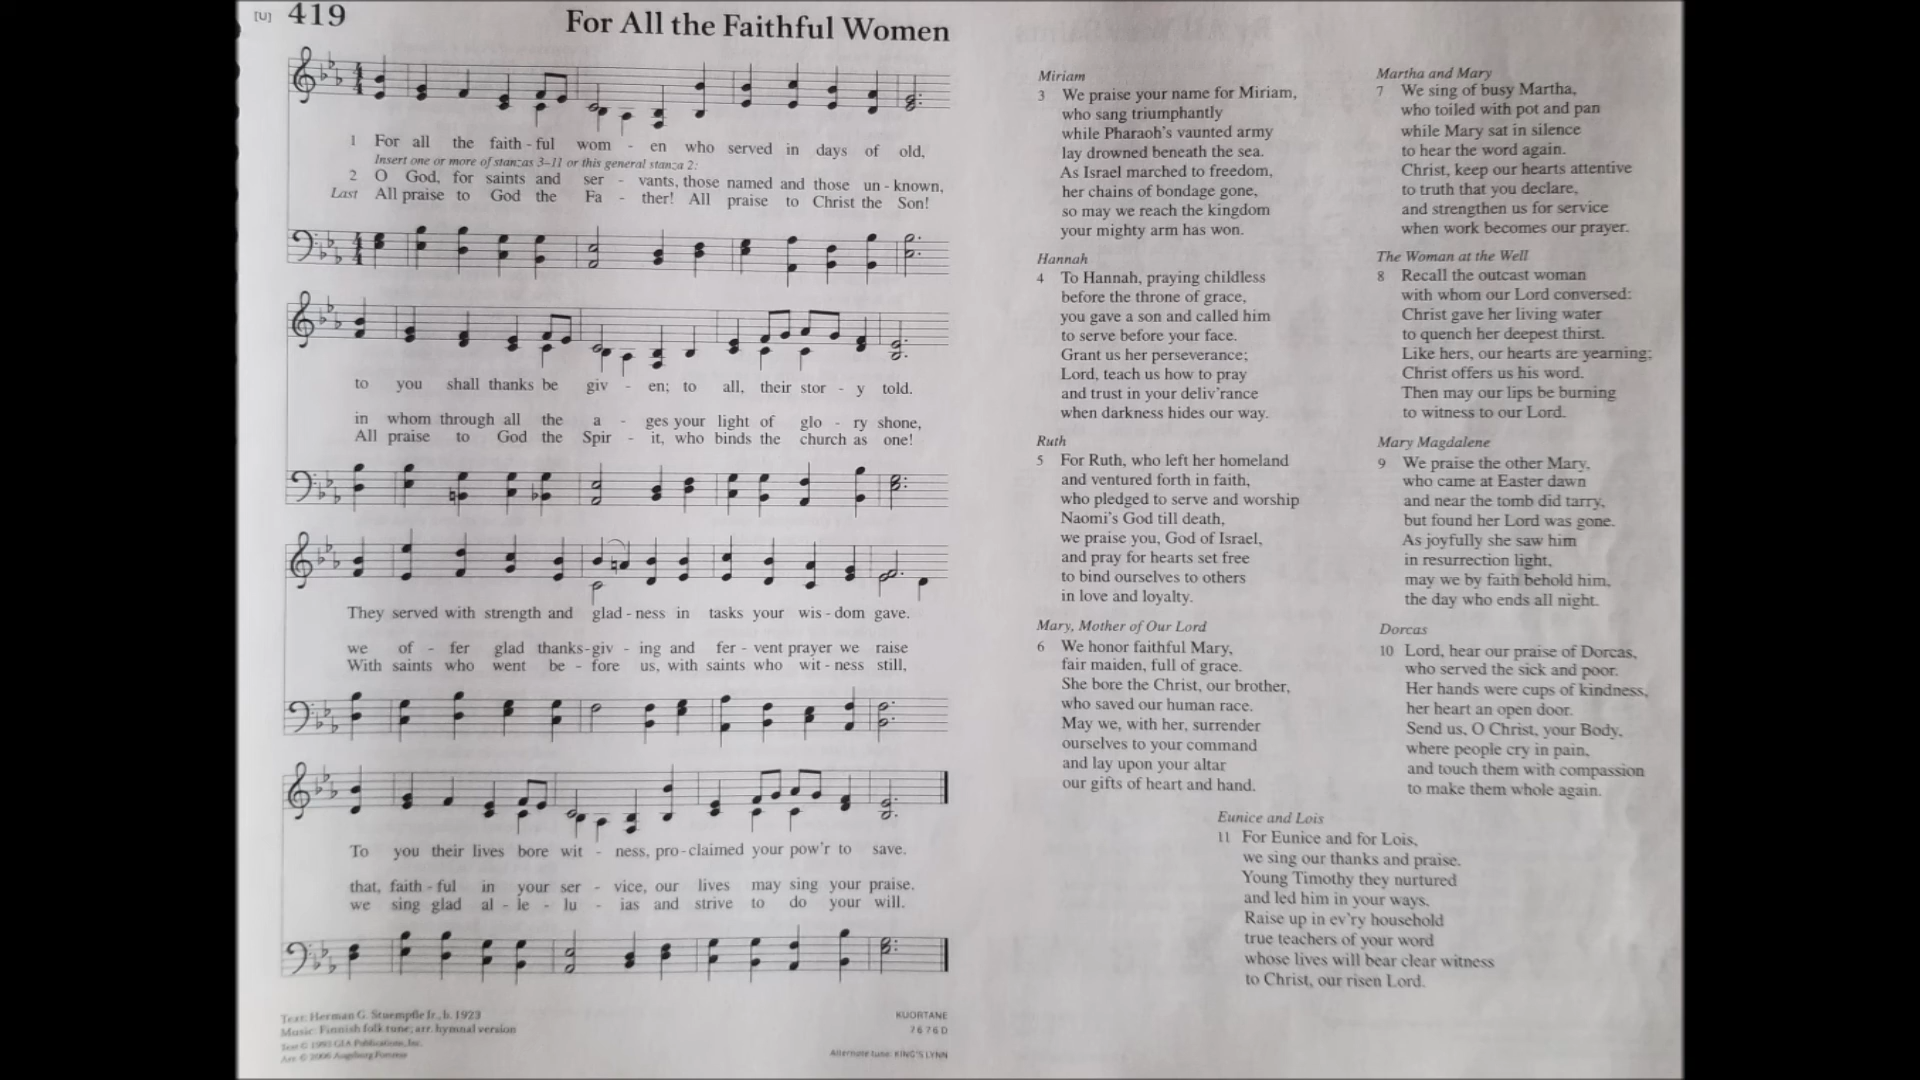 [U] 419
For All the Faithful Women
1 For all the faith - ful wom - en who served in days of old,
Insert one or more of stanzas 3–11 or this general stanza 2:
2 O God, for saints and ser - vants, those named and those un - known,
Last All praise to God the Fa - ther! All praise to Christ the Son!
to you shall thanks be giv - en; to all, their stor - y told.
in whom through all the a - ges your light of glo - ry shone,
All praise to God the Spir - it, who binds the church as one!
They served with strength and glad - ness in tasks your wis - dom gave.
we of - fer glad thanks - giv - ing and fer - vent prayer we raise
With saints who went be - fore us, with saints who wit - ness still,
To you their lives bore wit - ness, pro - claimed your pow'r to save.
that, faith - ful in your ser - vice, our lives may sing your praise.
we sing glad al - le - lu - ias and strive to do your will.
Text: Herman G. Stuempfle Jr., b. 1923
Music: Finnish folk tune; arr. hymnal version
Text © 1993 GIA Publications, Inc.
Arr. © 2006 Augsburg Fortress
KUORTANE
7 6 7 6 D
Alternate tune: KING'S LYNN
Miriam
3 We praise your name for Miriam,
who sang triumphantly
while Pharaoh's vaunted army
lay drowned beneath the sea.
As Israel marched to freedom,
her chains of bondage gone,
so may we reach the kingdom
your mighty arm has won.
Hannah
4 To Hannah, praying childless
before the throne of grace,
you gave a son and called him
to serve before your face.
Grant us her perseverance;
Lord, teach us how to pray
and trust in your deliv'rance
when darkness hides our way.
Ruth
5 For Ruth, who left her homeland
and ventured forth in faith,
who pledged to serve and worship
Naomi's God till death,
we praise you, God of Israel,
and pray for hearts set free
to bind ourselves to others
in love and loyalty.
Mary, Mother of Our Lord
6 We honor faithful Mary,
fair maiden, full of grace.
She bore the Christ, our brother,
who saved our human race.
May we, with her, surrender
ourselves to your command
and lay upon your altar
our gifts of heart and hand.
Martha and Mary
7 We sing of busy Martha,
who toiled with pot and pan
while Mary sat in silence
to hear the word again.
Christ, keep our hearts attentive
to truth that you declare,
and strengthen us for service
when work becomes our prayer.
The Woman at the Well
8 Recall the outcast woman
with whom our Lord conversed:
Christ gave her living water
to quench her deepest thirst.
Like hers, our hearts are yearning;
Christ offers us his word.
Then may our lips be burning
to witness to our Lord.
Mary Magdalene
9 We praise the other Mary,
who came at Easter dawn
and near the tomb did tarry,
but found her Lord was gone.
As joyfully she saw him
in resurrection light,
may we by faith behold him,
the day who ends all night.
Dorcas
10 Lord, hear our praise of Dorcas,
who served the sick and poor.
Her hands were cups of kindness,
her heart an open door.
Send us, O Christ, your Body,
where people cry in pain,
and touch them with compassion
to make them whole again.
Eunice and Lois
11 For Eunice and for Lois,
we sing our thanks and praise.
Young Timothy they nurtured
and led him in your ways.
Raise up in ev'ry household
true teachers of your word
whose lives will bear clear witness
to Christ, our risen Lord.